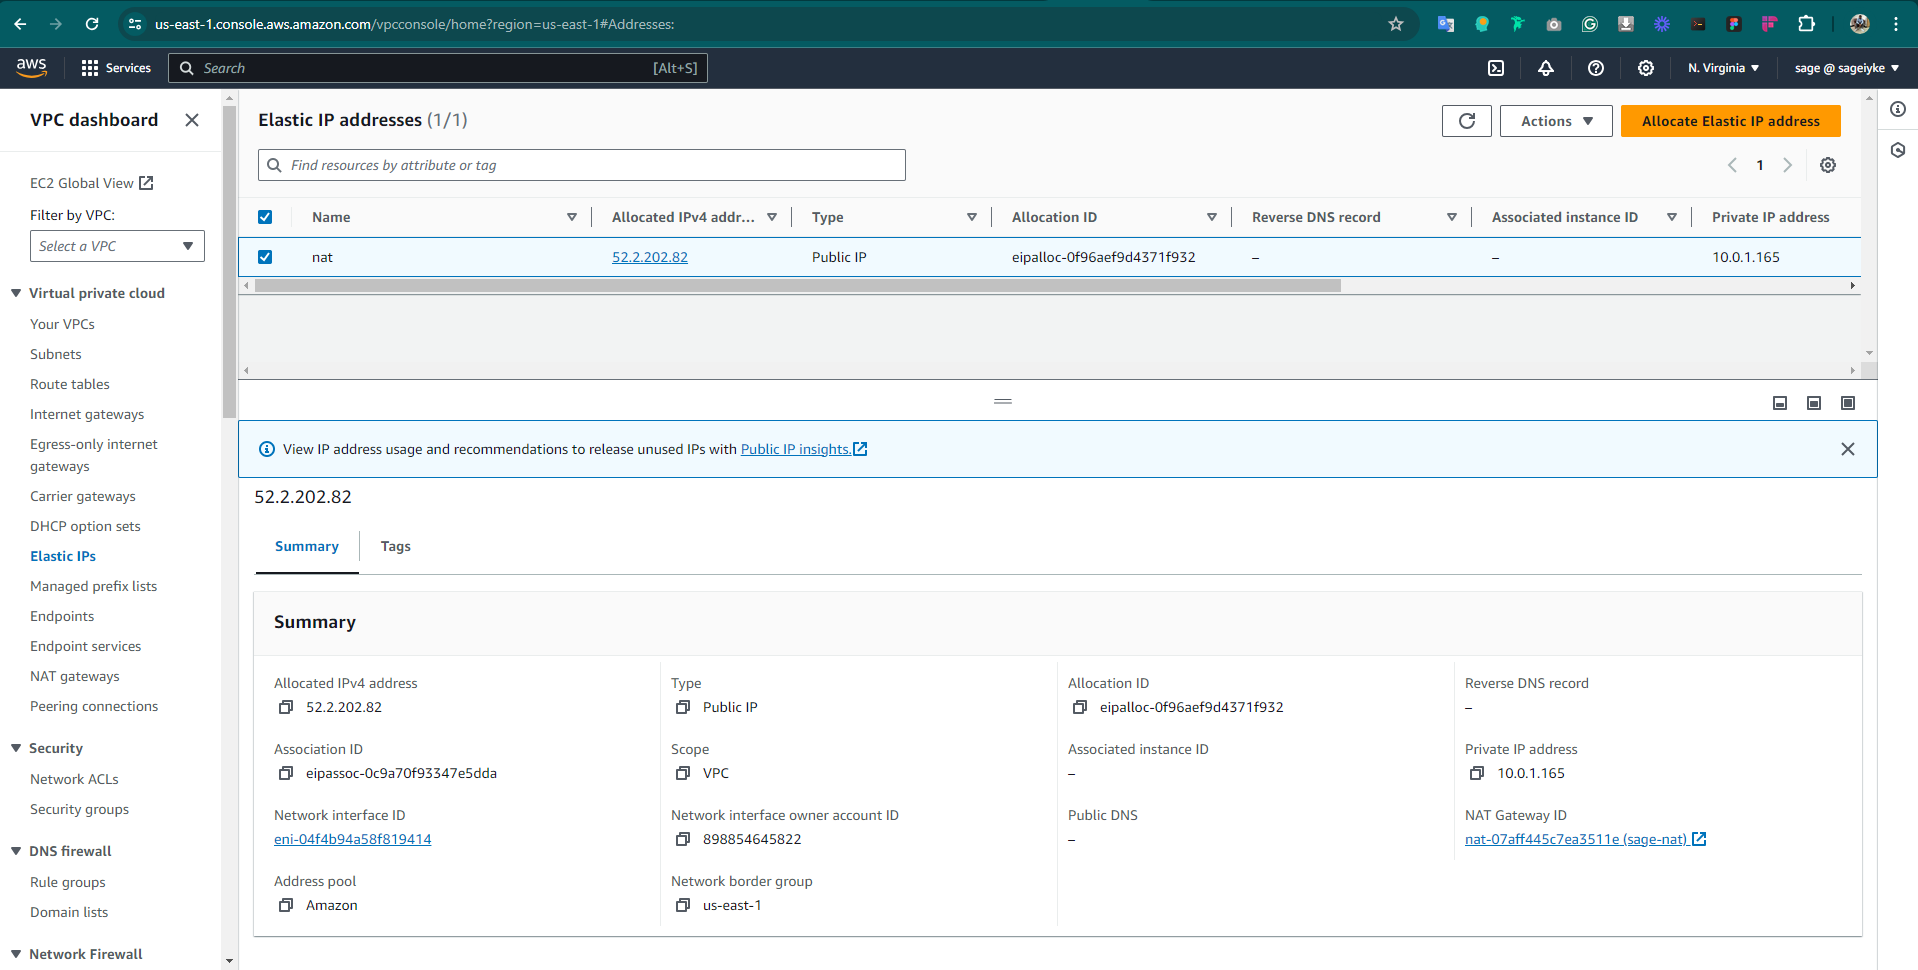 us-east-1.console.aws.amazon.com/vpcconsole/home?region=us-east-1#Addresses:
aws
Services
Search
[Alt+S]
N. Virginia
sage @ sageiyke
VPC dashboard
EC2 Global View
Filter by VPC:
Select a VPC
Virtual private cloud
Your VPCs
Subnets
Route tables
Internet gateways
Egress-only internet
gateways
Carrier gateways
DHCP option sets
Elastic IPs
Managed prefix lists
Endpoints
Endpoint services
NAT gateways
Peering connections
Security
Network ACLs
Security groups
DNS firewall
Rule groups
Domain lists
Network Firewall
Elastic IP addresses (1/1)
Actions
Allocate Elastic IP address
Find resources by attribute or tag
1
Name
Allocated IPv4 addr...
Type
Allocation ID
Reverse DNS record
Associated instance ID
Private IP address
nat
52.2.202.82
Public IP
eipalloc-0f96aef9d4371f932
–
–
10.0.1.165
View IP address usage and recommendations to release unused IPs with Public IP insights.
52.2.202.82
Summary
Tags
Summary
Allocated IPv4 address
52.2.202.82
Type
Public IP
Allocation ID
eipalloc-0f96aef9d4371f932
Reverse DNS record
–
Association ID
eipassoc-0c9a70f93347e5dda
Scope
VPC
Associated instance ID
–
Private IP address
10.0.1.165
Network interface ID
eni-04f4b94a58f819414
Network interface owner account ID
898854645822
Public DNS
–
NAT Gateway ID
nat-07aff445c7ea3511e (sage-nat)
Address pool
Amazon
Network border group
us-east-1